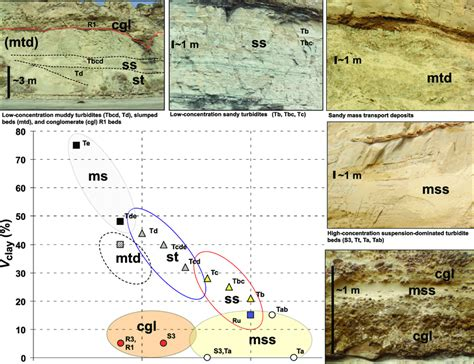 R1
cgl
(mtd)
Tbcd
ss
Td
st
~3 m
~1 m
ss
Tb
Tbc
~1 m
mtd
Low-concentration muddy turbidites (Tbcd, Td), slumped
beds (mtd), and conglomerate (cgl) R1 beds
Low-concentration sandy turbidites (Tb, Tbc, Tc)
Sandy mass transport deposits
~1 m
mss
High-concentration suspension-dominated turbidite
beds (S3, Tt, Ta, Tab)
cgl
~1 m
mss
cgl
Vclay (%)
80
70
60
50
40
30
20
10
0
Te
ms
Tde
Td
mtd
st
Tcde
Tcd
Tc
Tbc
ss
Tb
Ru
Tab
cgl
R3,
R1
S3
mss
S3,Ta
Ta